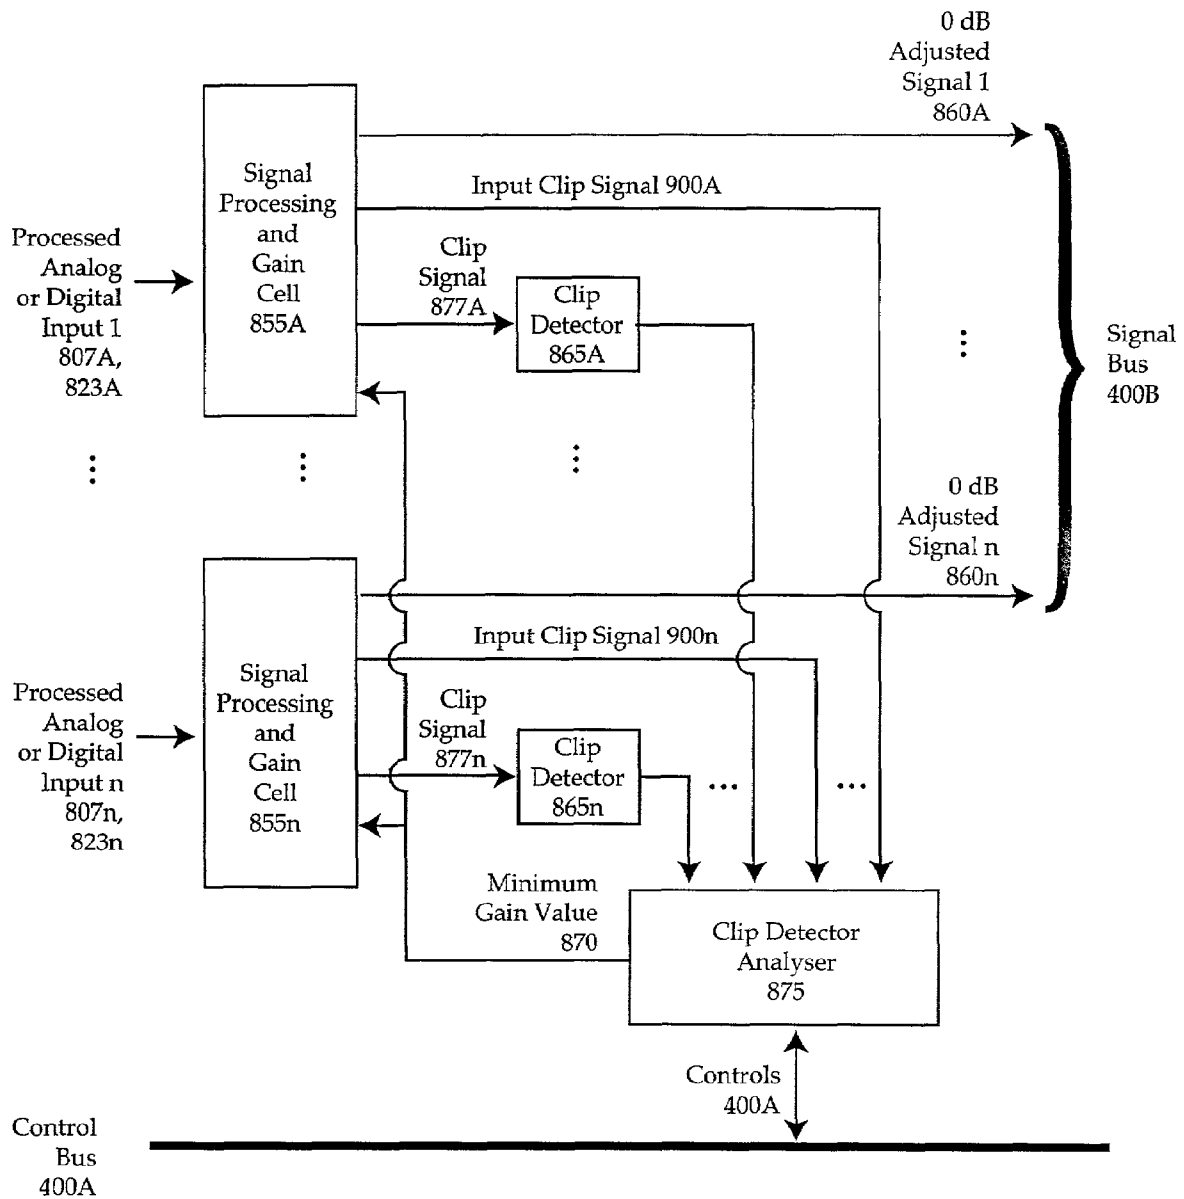 0 dB
Adjusted
Signal 1
860A
Signal
Processing
and
Gain
Cell
855A
Input Clip Signal 900A
Processed
Analog
or Digital
Input 1
807A,
823A
Clip
Signal
877A
Clip
Detector
865A
Signal
Bus
400B
0 dB
Adjusted
Signal n
860n
Input Clip Signal 900n
Signal
Processing
and
Gain
Cell
855n
Processed
Analog
or Digital
Input n
807n,
823n
Clip
Signal
877n
Clip
Detector
865n
Minimum
Gain Value
870
Clip Detector
Analyser
875
Controls
400A
Control
Bus
400A